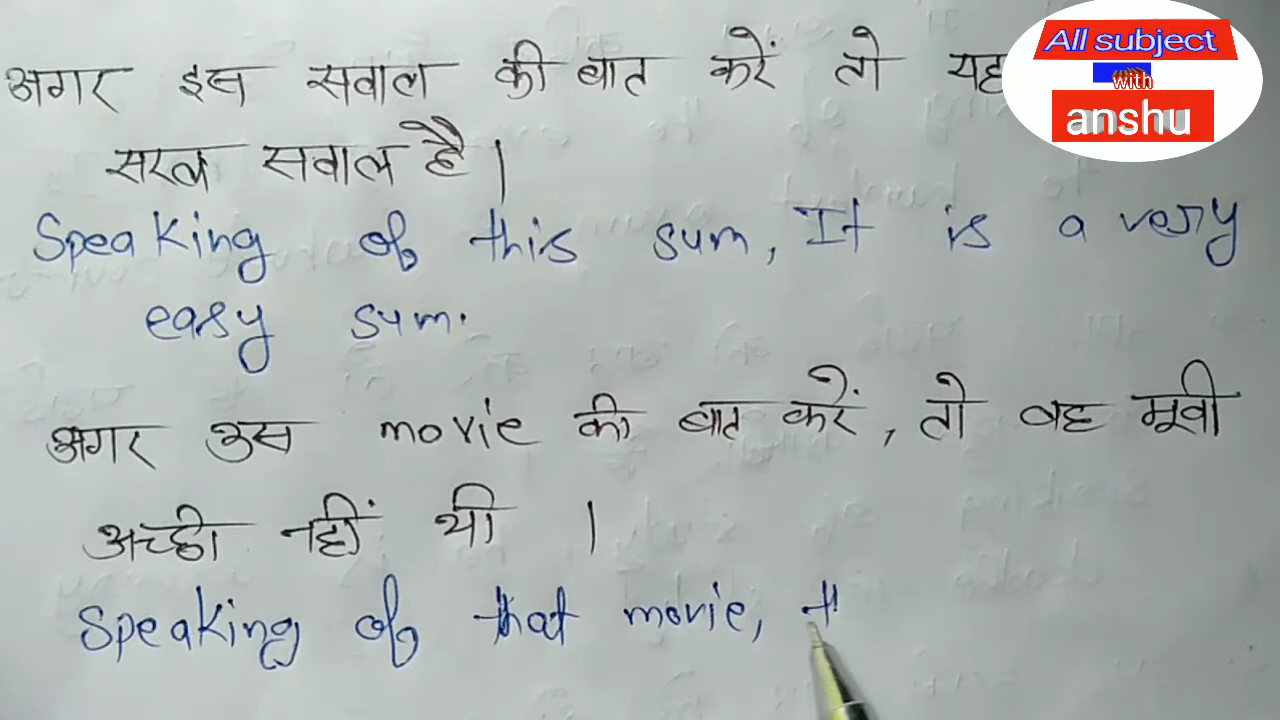 अगर इस सवाल की बात करें तो यह
All subject
with
anshu
सरल सवाल है।
Speaking of this sum, It is a very
easy sum.
अगर उस movie की बात करें, तो वह मूवी
अच्छी नहीं थी ।
Speaking of that movie, th